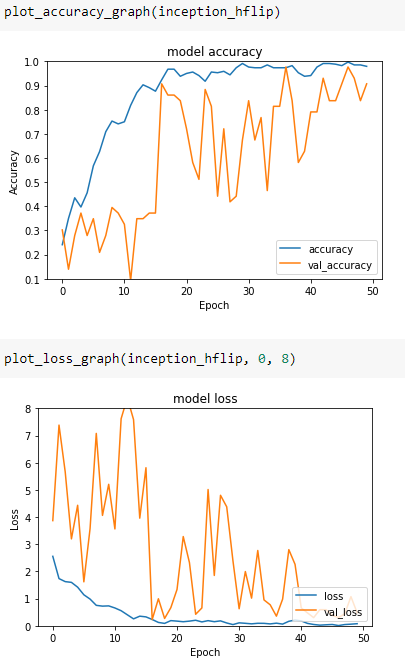 plot_accuracy_graph(inception_hflip)
model accuracy
1.0
0.9
0.8
0.7
0.6
0.5
0.4
0.3
0.2
0.1
Accuracy
accuracy
val_accuracy
0 10 20 30 40 50
Epoch
plot_loss_graph(inception_hflip, 0, 8)
model loss
8
7
6
5
4
3
2
1
0
Loss
loss
val_loss
0 10 20 30 40 50
Epoch